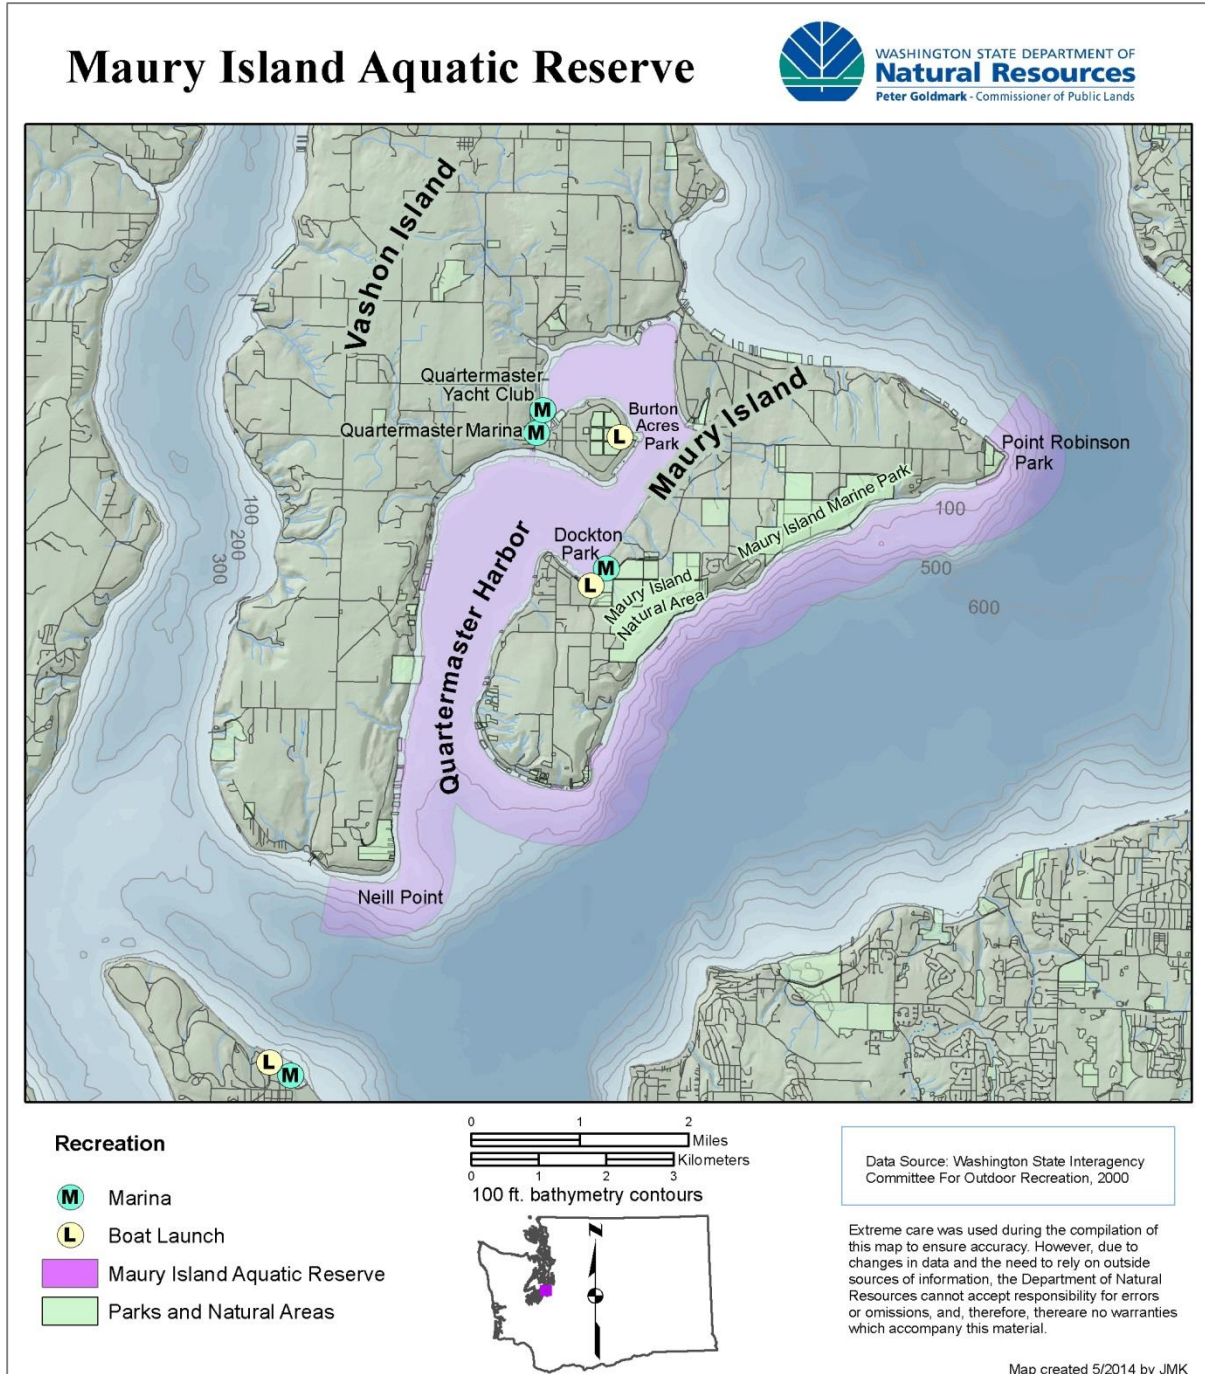 Maury Island Aquatic Reserve
WASHINGTON STATE DEPARTMENT OF
Natural Resources
Peter Goldmark - Commissioner of Public Lands
Vashon Island
Quartermaster
Yacht Club
M
Quartermaster Marina
M
Burton
Acres
Park
L
Maury Island
Point Robinson
Park
Maury Island Marine Park
100
500
600
100
200
300
Dockton
Park
M
L
Maury Island
Natural Area
Quartermaster Harbor
Neill Point
L
M
Recreation
M Marina
L Boat Launch
Maury Island Aquatic Reserve
Parks and Natural Areas
0 1 2
Miles
Kilometers
0 1 2 3
100 ft. bathymetry contours
N
Data Source: Washington State Interagency
Committee For Outdoor Recreation, 2000
Extreme care was used during the compilation of
this map to ensure accuracy. However, due to
changes in data and the need to rely on outside
sources of information, the Department of Natural
Resources cannot accept responsibility for errors
or omissions, and, therefore, thereare no warranties
which accompany this material.
Map created 5/2014 by JMK